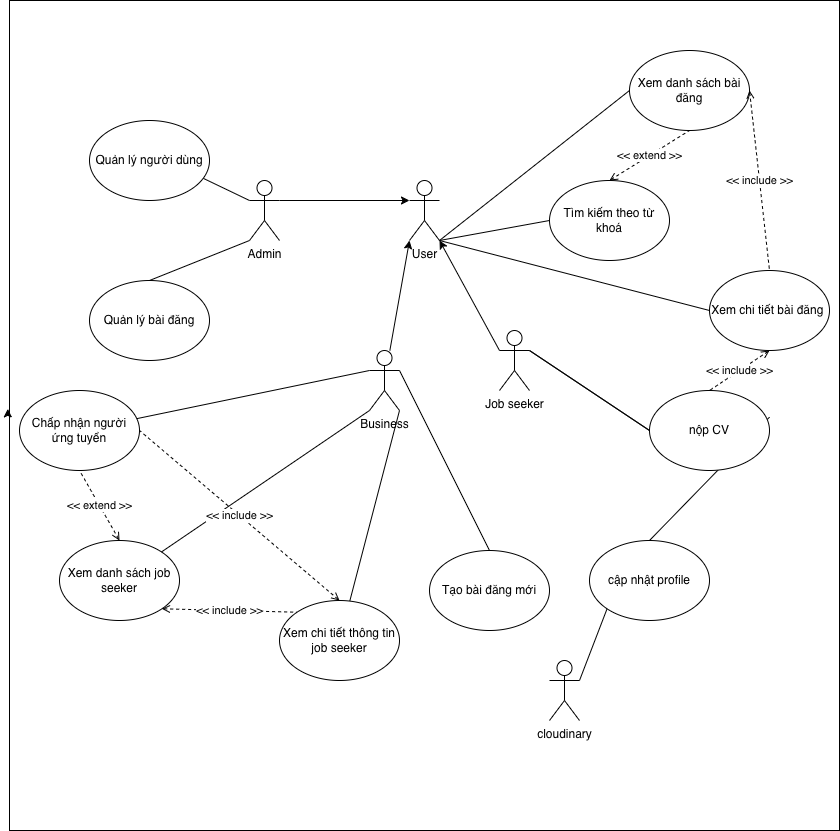 Xem danh sách bài
đăng
<< extend >>
Quản lý người dùng
<< include >>
Tìm kiếm theo từ
khoá
Admin
User
Quản lý bài đăng
Xem chi tiết bài đăng
<< include >>
Job seeker
Business
Chấp nhận người
ứng tuyển
nộp CV
<< extend >>
<< include >>
Xem danh sách job
seeker
Tạo bài đăng mới
cập nhật profile
<< include >>
Xem chi tiết thông tin
job seeker
cloudinary